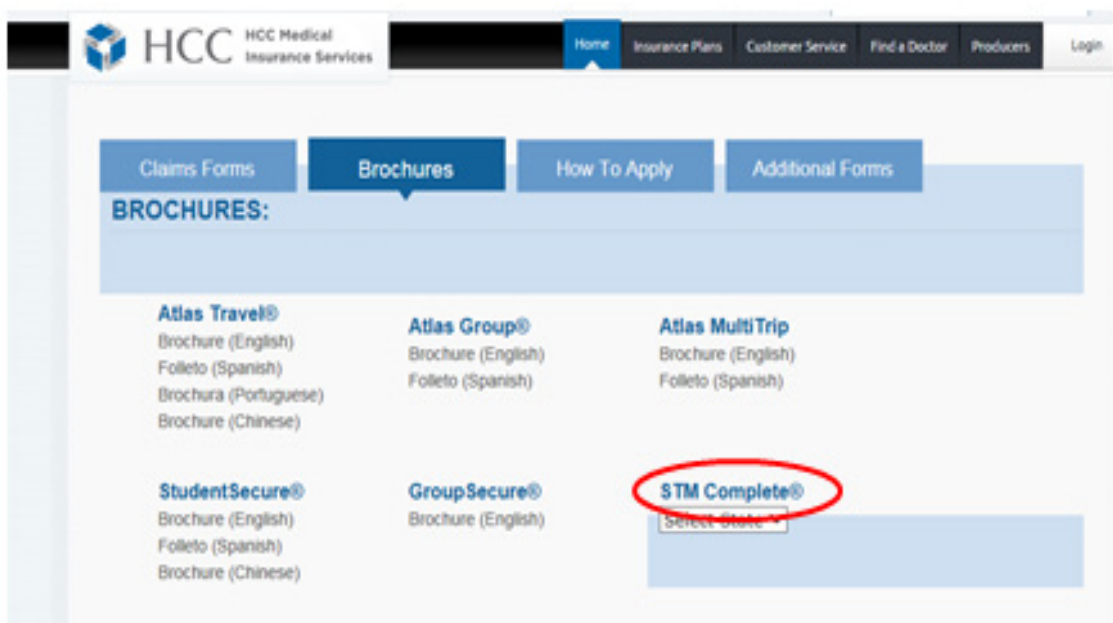 HCC HCC Medical Insurance Services
Home Insurance Plans Customer Service Find a Doctor Producers Login
Claims Forms Brochures How To Apply Additional Forms
BROCHURES:
Atlas Travel®
Brochure (English)
Folleto (Spanish)
Brochura (Portuguese)
Brochure (Chinese)
Atlas Group®
Brochure (English)
Folleto (Spanish)
Atlas MultiTrip
Brochure (English)
Folleto (Spanish)
StudentSecure®
Brochure (English)
Folleto (Spanish)
Brochure (Chinese)
GroupSecure®
Brochure (English)
STM Complete®
Select State